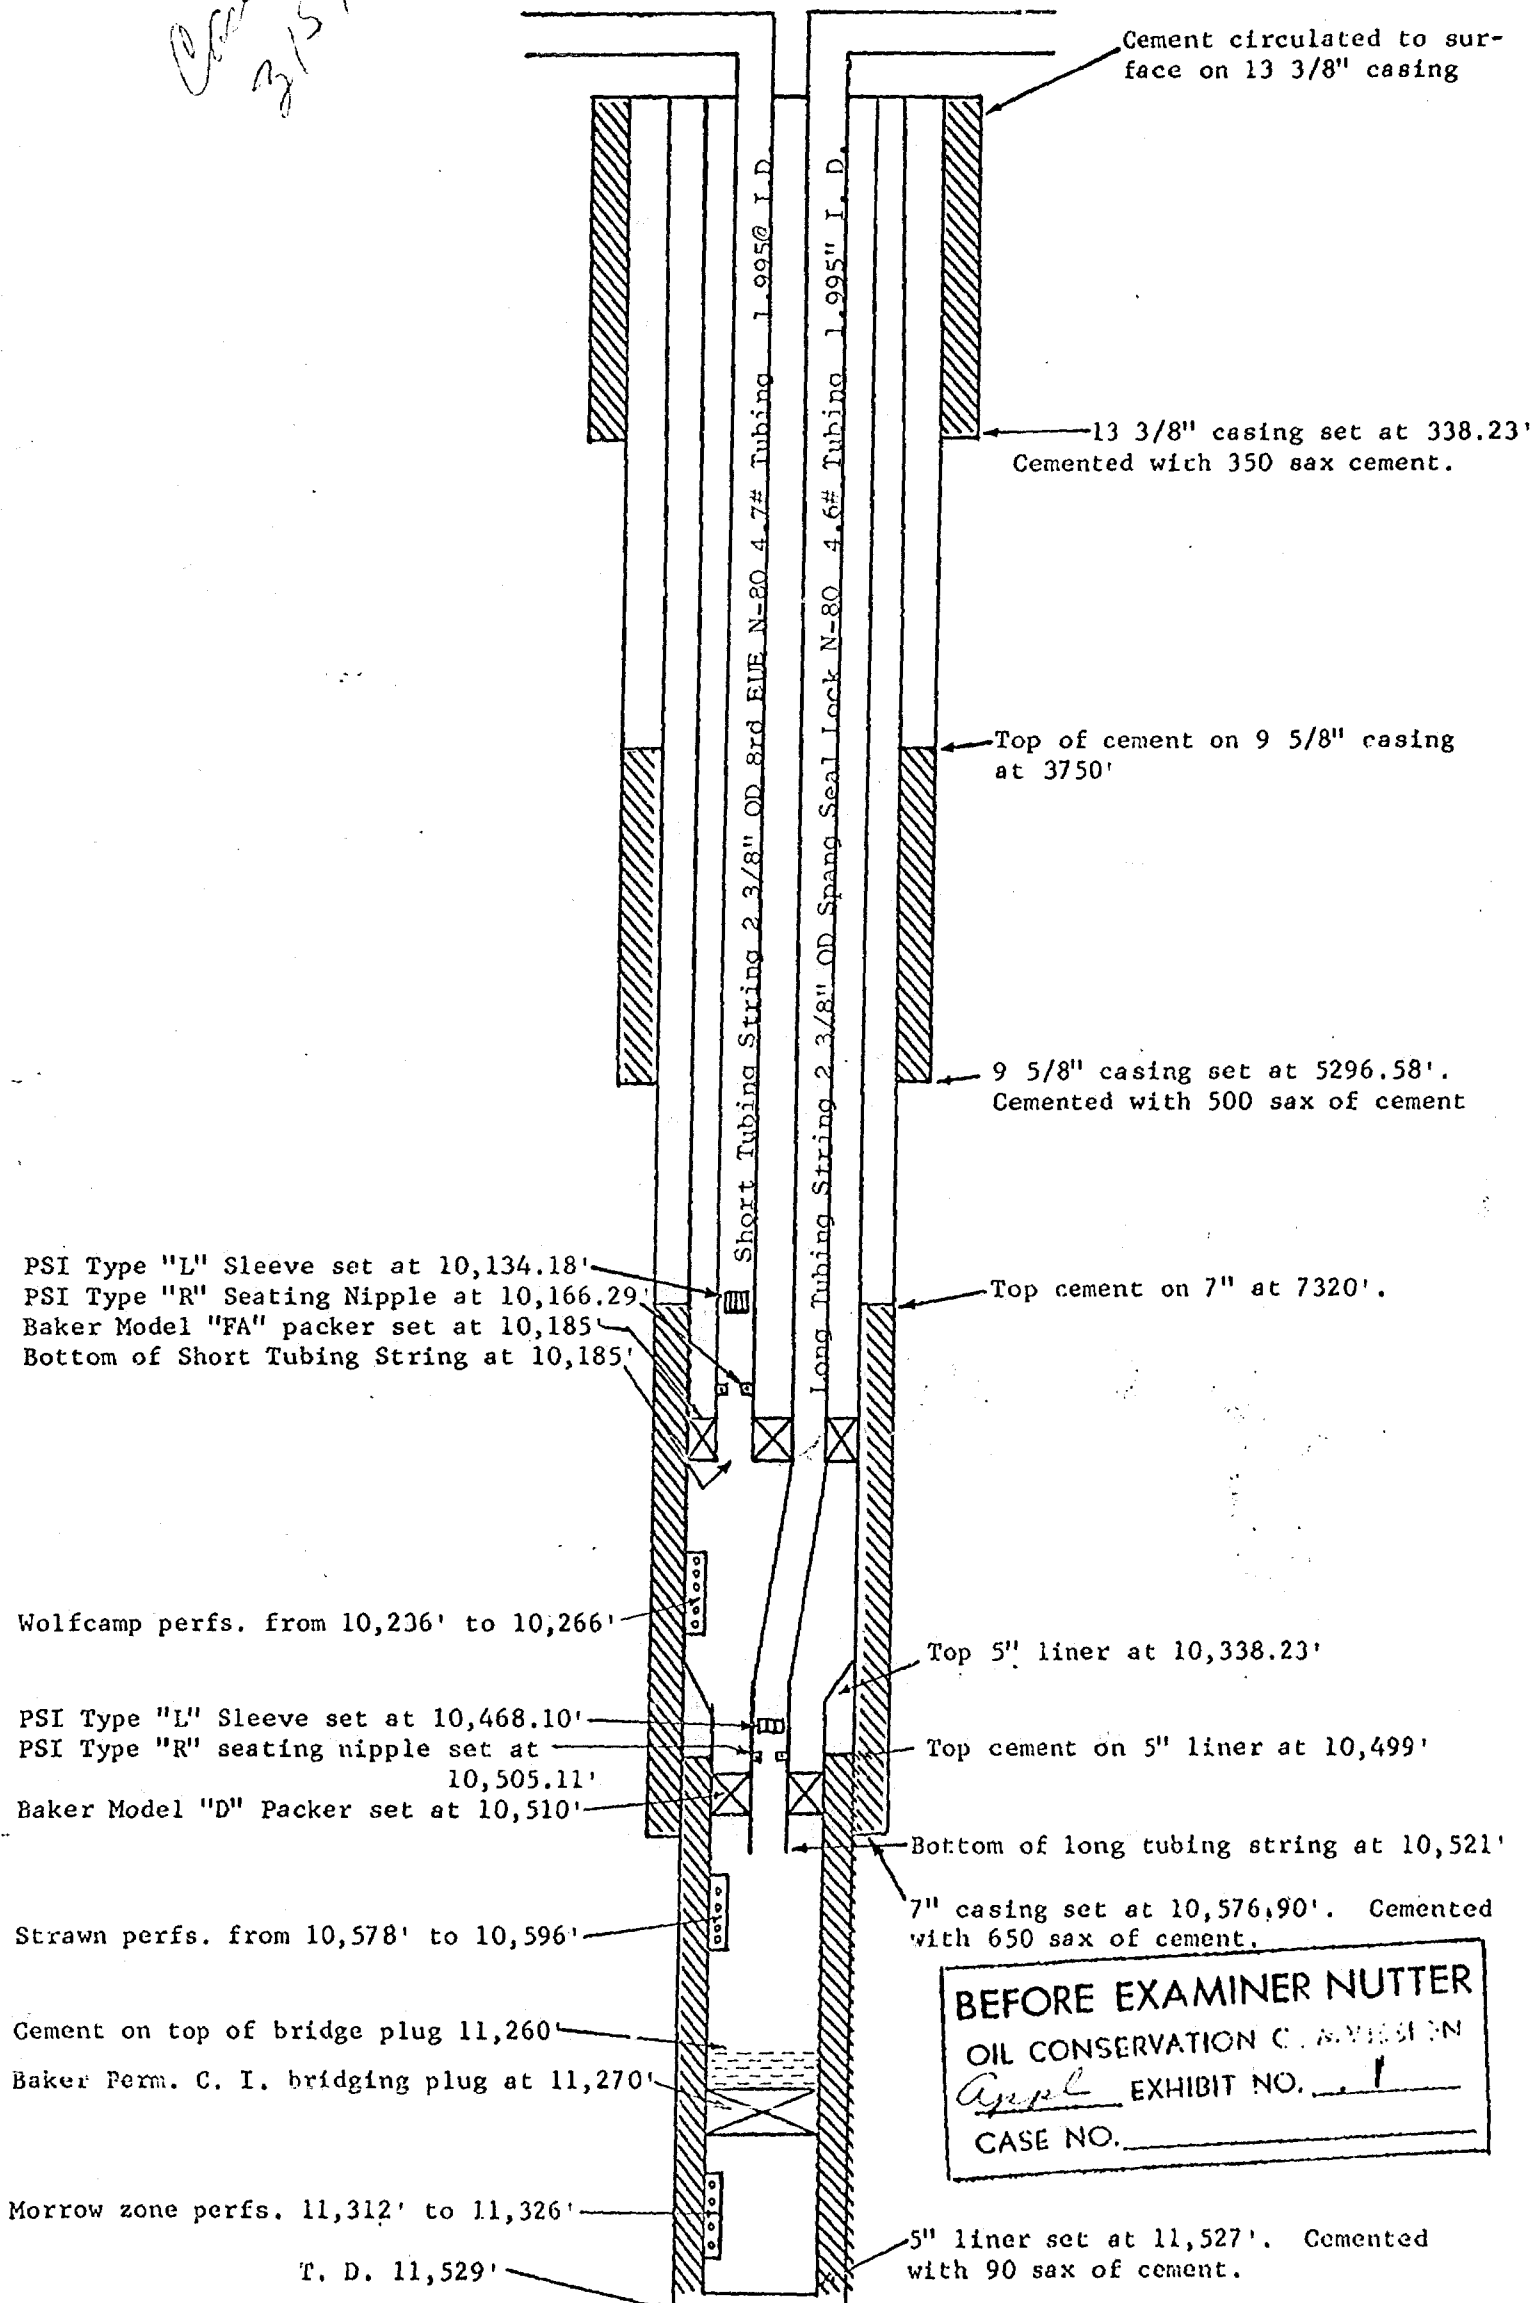 3/5
Cement circulated to sur-
face on 13 3/8" casing
Short Tubing String 2 3/8" OD 8rd EUE N-80 4.7# Tubing 1.995@ I.D.
Long Tubing String 2 3/8" OD Spang Seal Lock N-80 4.6# Tubing 1.995" I.D.
13 3/8" casing set at 338.23'
Cemented with 350 sax cement.
Top of cement on 9 5/8" casing
at 3750'
9 5/8" casing set at 5296.58'.
Cemented with 500 sax of cement
PSI Type "L" Sleeve set at 10,134.18'
PSI Type "R" Seating Nipple at 10,166.29'
Baker Model "FA" packer set at 10,185'
Bottom of Short Tubing String at 10,185'
Top cement on 7" at 7320'.
Wolfcamp perfs. from 10,236' to 10,266'
Top 5" liner at 10,338.23'
PSI Type "L" Sleeve set at 10,468.10'
PSI Type "R" seating nipple set at
10,505.11'
Top cement on 5" liner at 10,499'
Baker Model "D" Packer set at 10,510'
Bottom of long tubing string at 10,521'
7" casing set at 10,576.90'. Cemented
with 650 sax of cement.
Strawn perfs. from 10,578' to 10,596'
Cement on top of bridge plug 11,260'
Baker Perm. C. I. bridging plug at 11,270'
BEFORE EXAMINER NUTTER
OIL CONSERVATION COMMISSION
Appl EXHIBIT NO. 1
CASE NO.
Morrow zone perfs. 11,312' to 11,326'
5" liner set at 11,527'. Cemented
with 90 sax of cement.
T. D. 11,529'